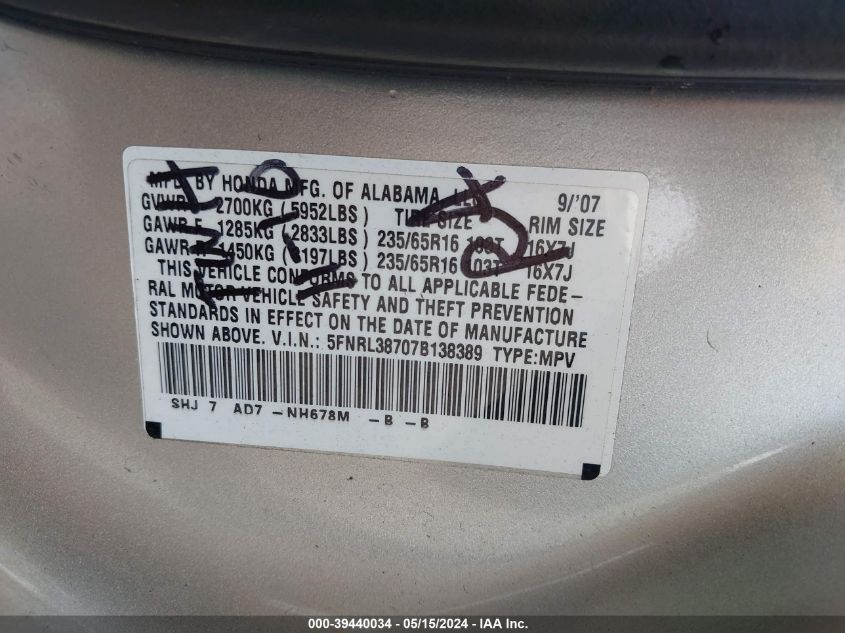 MFD BY HONDA MFG. OF ALABAMA, LLC 9/'07
GVWR 2700KG (5952LBS) TIRE SIZE RIM SIZE
GAWR F 1285KG (2833LBS) 235/65R16 103T 16X7J
GAWR R 1450KG (3197LBS) 235/65R16 103T 16X7J
THIS VEHICLE CONFORMS TO ALL APPLICABLE FEDE-
RAL MOTOR VEHICLE SAFETY AND THEFT PREVENTION
STANDARDS IN EFFECT ON THE DATE OF MANUFACTURE
SHOWN ABOVE. V.I.N.: 5FNRL38707B138389 TYPE:MPV
SHJ 7 AD7 -NH678M -B -B
000-39440034 - 05/15/2024 - IAA Inc.